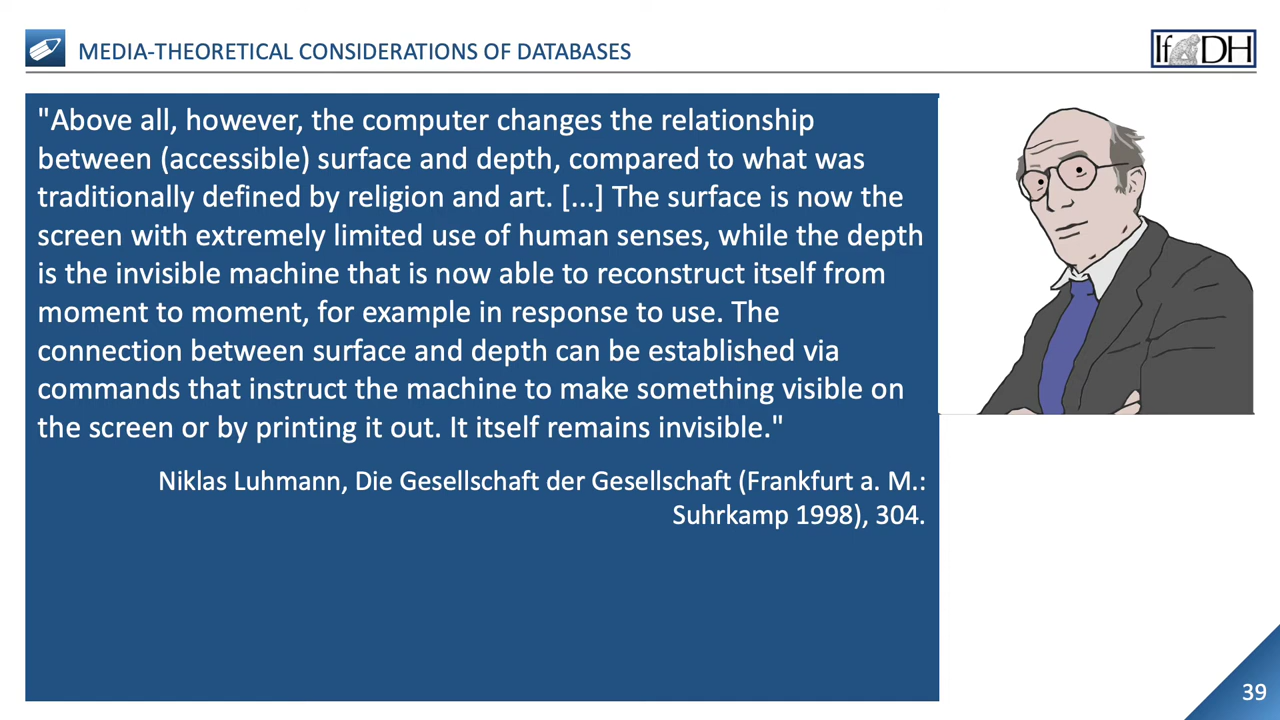 MEDIA-THEORETICAL CONSIDERATIONS OF DATABASES
IfDH
"Above all, however, the computer changes the relationship
between (accessible) surface and depth, compared to what was
traditionally defined by religion and art. [...] The surface is now the
screen with extremely limited use of human senses, while the depth
is the invisible machine that is now able to reconstruct itself from
moment to moment, for example in response to use. The
connection between surface and depth can be established via
commands that instruct the machine to make something visible on
the screen or by printing it out. It itself remains invisible."
Niklas Luhmann, Die Gesellschaft der Gesellschaft (Frankfurt a. M.:
Suhrkamp 1998), 304.
39